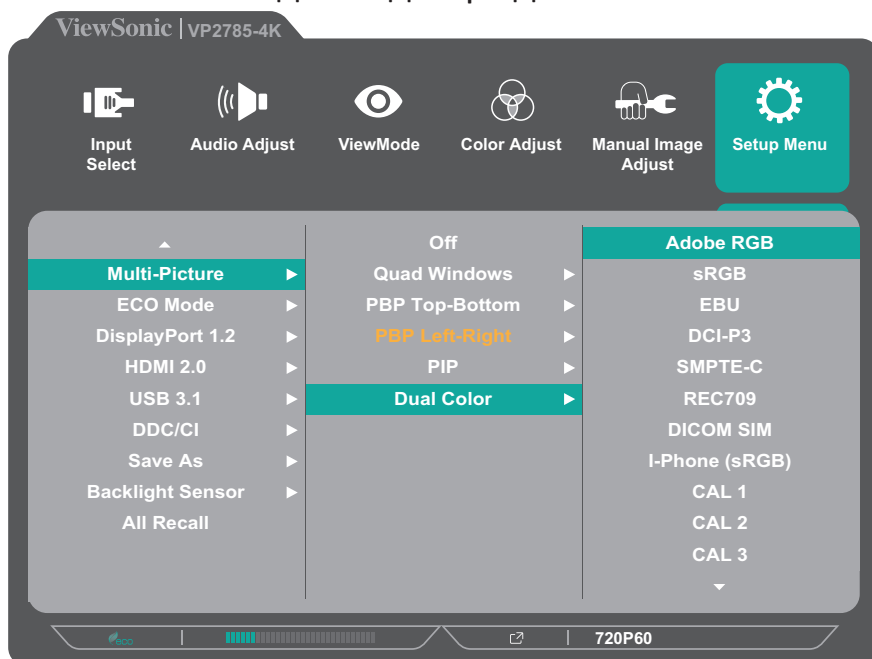 ViewSonic | VP2785-4K
Input Select
Audio Adjust
ViewMode
Color Adjust
Manual Image Adjust
Setup Menu
Multi-Picture
ECO Mode
DisplayPort 1.2
HDMI 2.0
USB 3.1
DDC/CI
Save As
Backlight Sensor
All Recall
Off
Quad Windows
PBP Top-Bottom
PBP Left-Right
PIP
Dual Color
Adobe RGB
sRGB
EBU
DCI-P3
SMPTE-C
REC709
DICOM SIM
I-Phone (sRGB)
CAL 1
CAL 2
CAL 3
eco
720P60